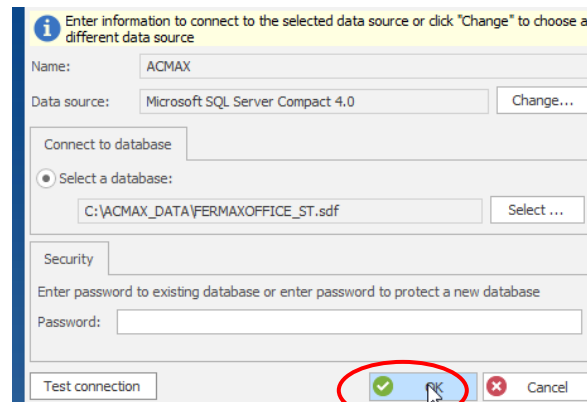 Enter information to connect to the selected data source or click "Change" to choose a
different data source
Name: ACMAX
Data source: Microsoft SQL Server Compact 4.0 Change...
Connect to database
Select a database:
C:\ACMAX_DATA\FERMAXOFFICE_ST.sdf Select ...
Security
Enter password to existing database or enter password to protect a new database
Password:
Test connection OK Cancel